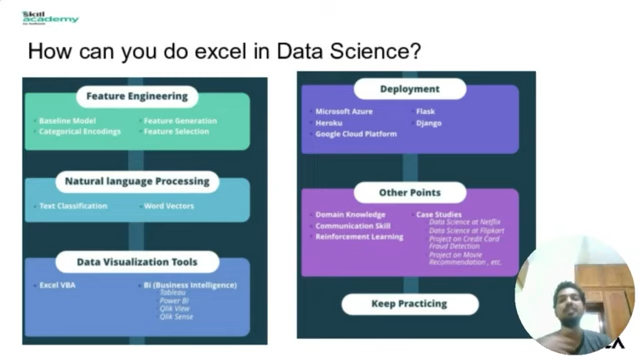 Skill
academy
How can you do excel in Data Science?
Feature Engineering
Baseline Model
Categorical Encodings
Feature Generation
Feature Selection
Natural language Processing
Text Classification
Word Vectors
Data Visualization Tools
Excel VBA
BI (Business Intelligence)
Tableau
Power BI
Qlik View
Qlik Sense
Deployment
Microsoft Azure
Heroku
Google Cloud Platform
Flask
Django
Other Points
Domain Knowledge
Communication Skill
Reinforcement Learning
Case Studies
Data Science at Netflix
Data Science at Flipkart
Project on Credit Card
Fraud Detection
Project on Movie
Recommendation , etc.
Keep Practicing